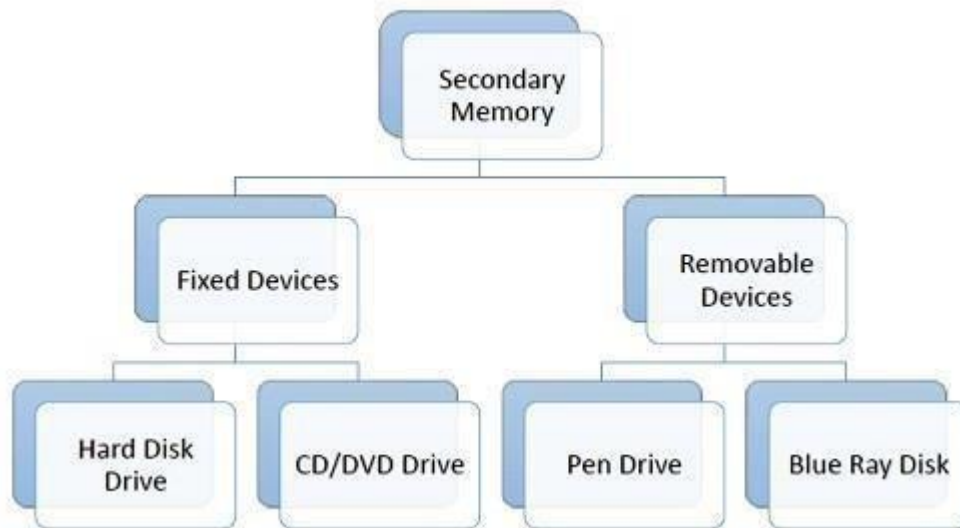 Secondary
Memory
Fixed Devices
Removable
Devices
Hard Disk
Drive
CD/DVD Drive
Pen Drive
Blue Ray Disk